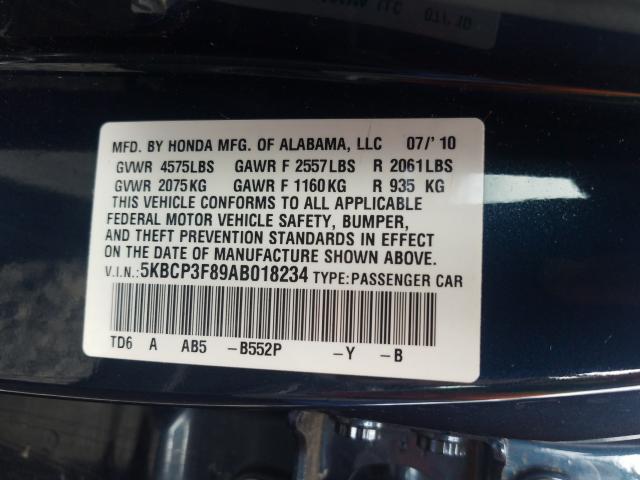 MFD. BY HONDA MFG. OF ALABAMA, LLC 07/'10
GVWR 4575LBS GAWR F 2557LBS R 2061LBS
GVWR 2075KG GAWR F 1160KG R 935 KG
THIS VEHICLE CONFORMS TO ALL APPLICABLE
FEDERAL MOTOR VEHICLE SAFETY, BUMPER,
AND THEFT PREVENTION STANDARDS IN EFFECT
ON THE DATE OF MANUFACTURE SHOWN ABOVE.
V.I.N.:5KBCP3F89AB018234 TYPE:PASSENGER CAR
TD6 A AB5 -B552P -Y -B